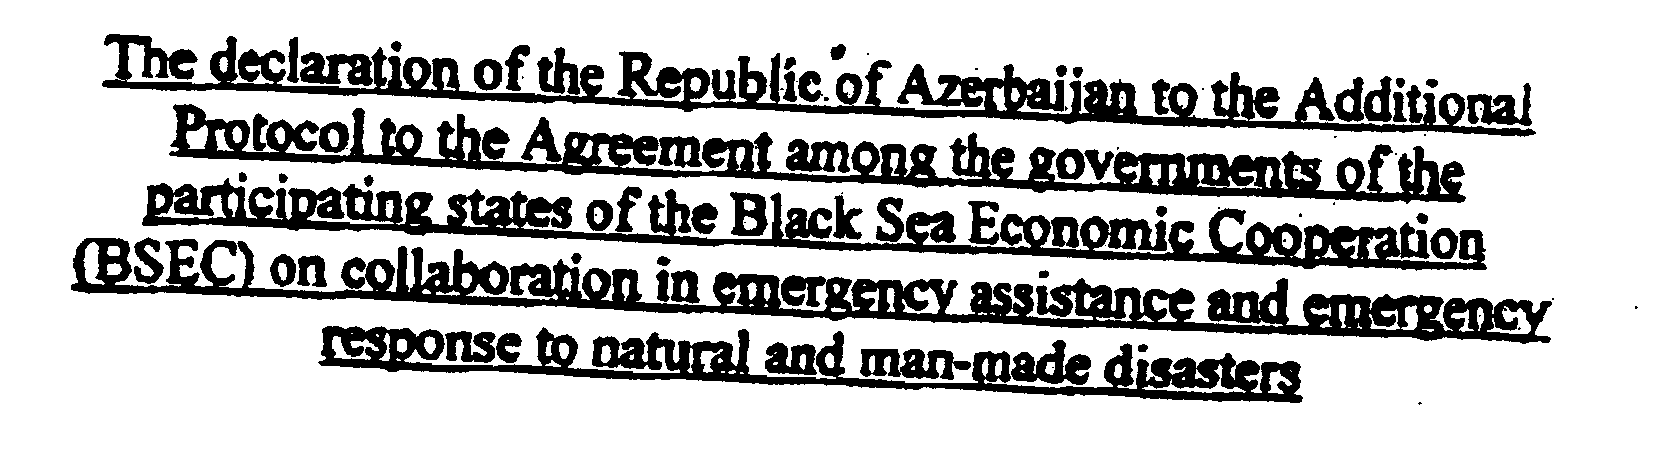 The declaration of the Republic of Azerbaijan to the Additional
Protocol to the Agreement among the governments of the
participating states of the Black Sea Economic Cooperation
(BSEC) on collaboration in emergency assistance and emergency
response to natural and man-made disasters